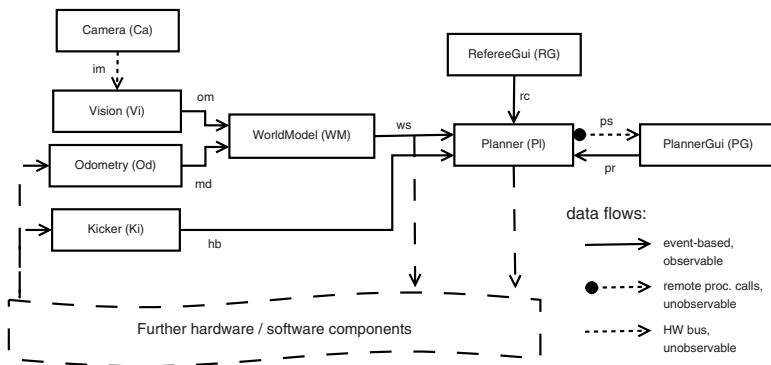 Camera (Ca)
RefereeGui (RG)
im
om
rc
Vision (Vi)
WorldModel (WM)
ws
Planner (Pl)
ps
PlannerGui (PG)
Odometry (Od)
md
pr
Kicker (Ki)
hb
data flows:
event-based,
observable
remote proc. calls,
unobservable
HW bus,
unobservable
Further hardware / software components